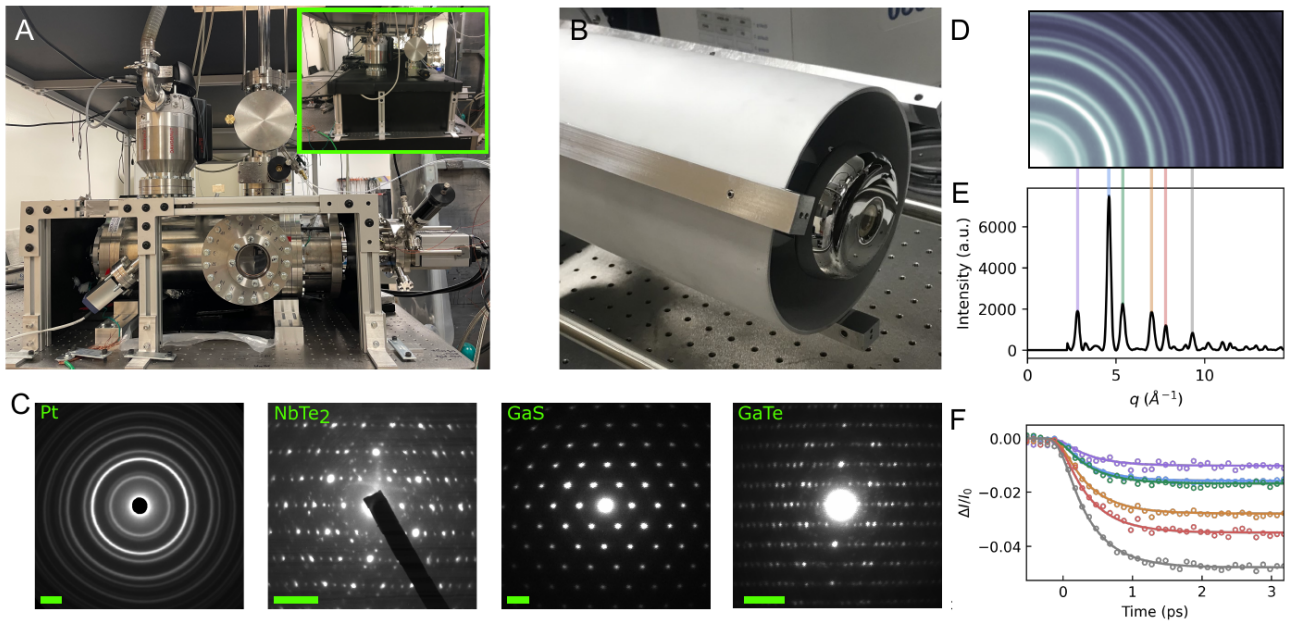 A
B
D
E
6000
4000
2000
0
Intensity (a.u.)
0
5
10
q (Å⁻¹)
C
Pt
NbTe2
GaS
GaTe
F
0.00
−0.02
−0.04
ΔI/I0
0
1
2
3
Time (ps)